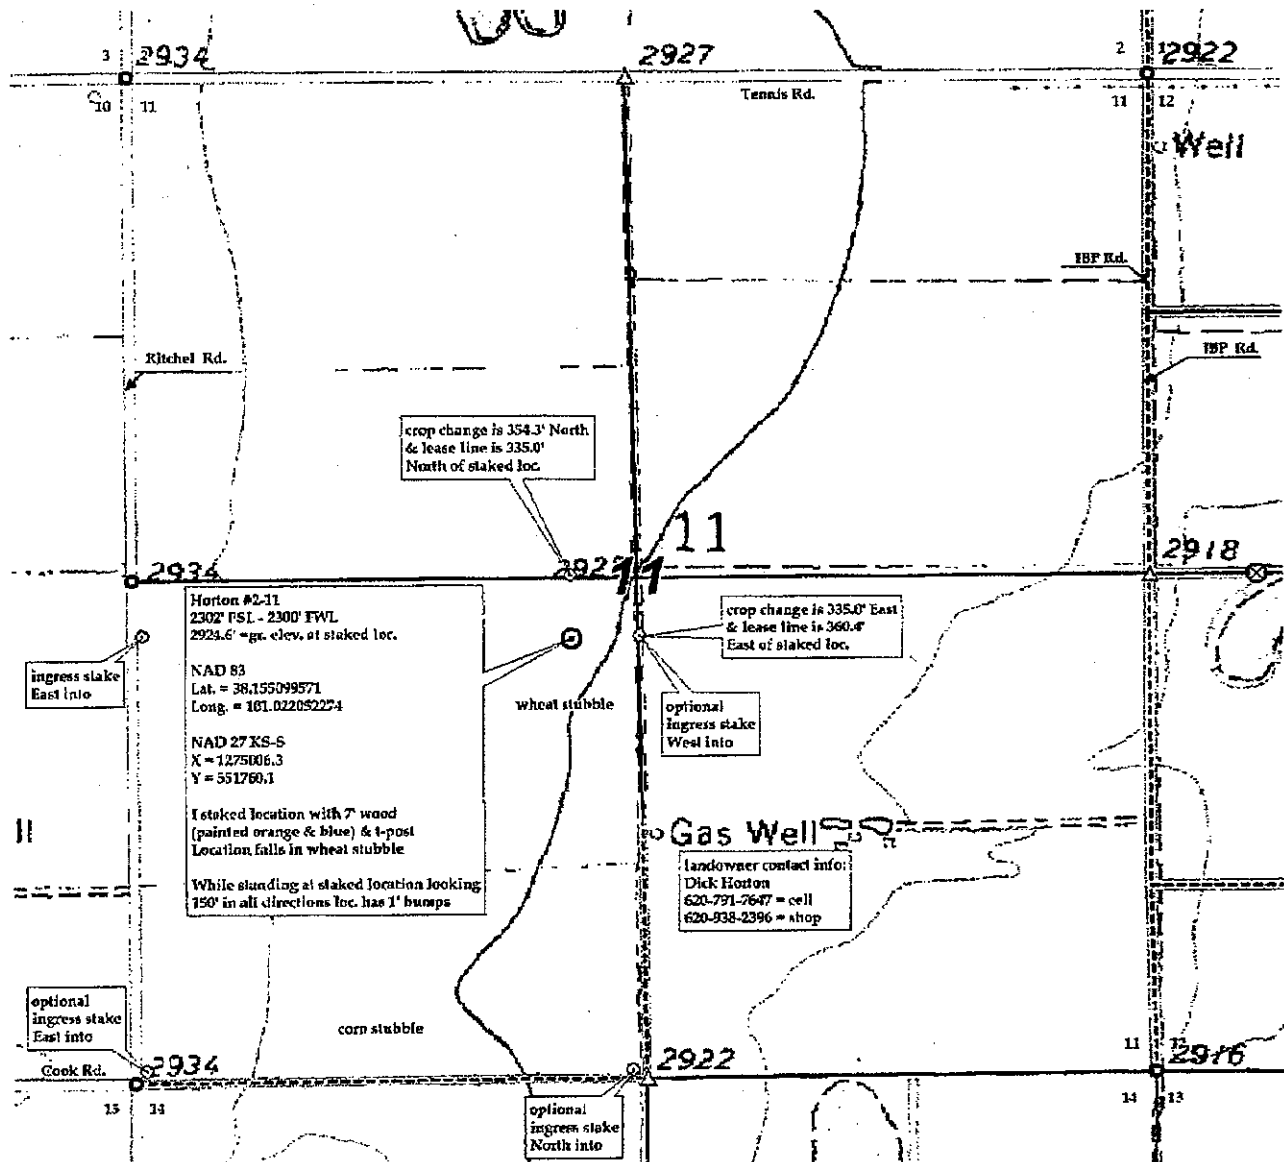 3 2934
2927
2 1 2922
10 11
Tennis Rd.
11 12
Well
IBP Rd.
Ritchel Rd.
IBP Rd.
crop change is 354.3' North
& lease line is 335.0'
North of staked loc.
11
2934
11
2918
Horton #2-11
2302' FSL - 2300' FWL
2924.6' = gr. elev. at staked loc.
NAD 83
Lat. = 38.155099571
Long. = 101.022052274
NAD 27 KS-S
X = 1275006.3
Y = 551760.1
I staked location with 7' wood
(painted orange & blue) & t-post
Location falls in wheat stubble
While standing at staked location looking
150' in all directions loc. has 1' bumps
crop change is 335.0' East
& lease line is 360.4'
East of staked loc.
ingress stake
East into
wheat stubble
optional
ingress stake
West into
Gas Well
landowner contact info:
Dick Horton
620-791-7647 = cell
620-938-2396 = shop
optional
ingress stake
East into
corn stubble
11 12
Cook Rd.
2934
2922
2916
15 14
optional
ingress stake
North into
14 13